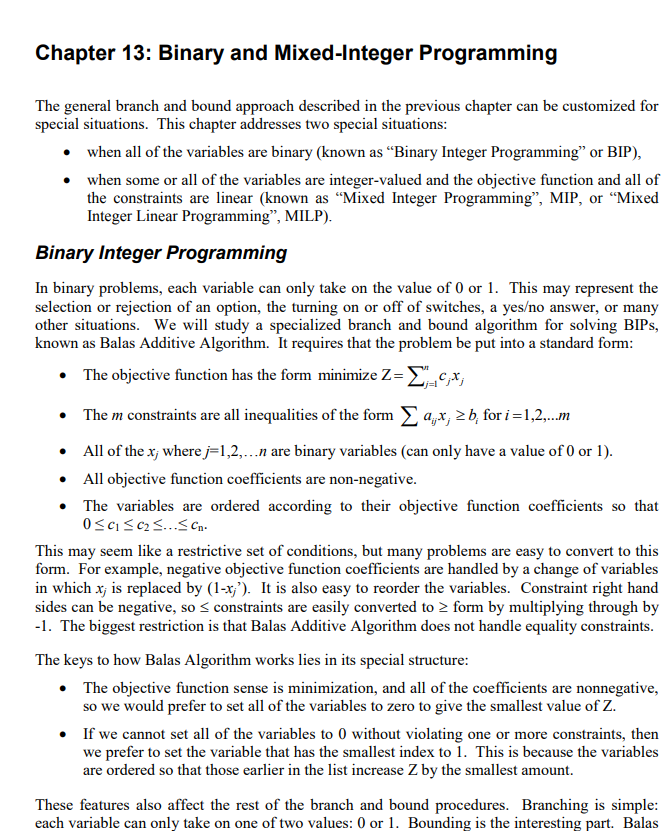 Chapter 13: Binary and Mixed-Integer Programming
The general branch and bound approach described in the previous chapter can be customized for
special situations. This chapter addresses two special situations:
• when all of the variables are binary (known as “Binary Integer Programming” or BIP),
• when some or all of the variables are integer-valued and the objective function and all of
the constraints are linear (known as “Mixed Integer Programming”, MIP, or “Mixed
Integer Linear Programming”, MILP).
Binary Integer Programming
In binary problems, each variable can only take on the value of 0 or 1. This may represent the
selection or rejection of an option, the turning on or off of switches, a yes/no answer, or many
other situations. We will study a specialized branch and bound algorithm for solving BIPs,
known as Balas Additive Algorithm. It requires that the problem be put into a standard form:
• The objective function has the form minimize Z = ∑ⁿⱼ₌₁ cⱼxⱼ
• The m constraints are all inequalities of the form ∑ aᵢⱼxⱼ ≥ bᵢ for i =1,2,...m
• All of the xⱼ where j=1,2,…n are binary variables (can only have a value of 0 or 1).
• All objective function coefficients are non-negative.
• The variables are ordered according to their objective function coefficients so that
0 ≤ c₁ ≤ c₂ ≤…≤ cₙ.
This may seem like a restrictive set of conditions, but many problems are easy to convert to this
form. For example, negative objective function coefficients are handled by a change of variables
in which xⱼ is replaced by (1-xⱼ’). It is also easy to reorder the variables. Constraint right hand
sides can be negative, so ≤ constraints are easily converted to ≥ form by multiplying through by
-1. The biggest restriction is that Balas Additive Algorithm does not handle equality constraints.
The keys to how Balas Algorithm works lies in its special structure:
• The objective function sense is minimization, and all of the coefficients are nonnegative,
so we would prefer to set all of the variables to zero to give the smallest value of Z.
• If we cannot set all of the variables to 0 without violating one or more constraints, then
we prefer to set the variable that has the smallest index to 1. This is because the variables
are ordered so that those earlier in the list increase Z by the smallest amount.
These features also affect the rest of the branch and bound procedures. Branching is simple:
each variable can only take on one of two values: 0 or 1. Bounding is the interesting part. Balas